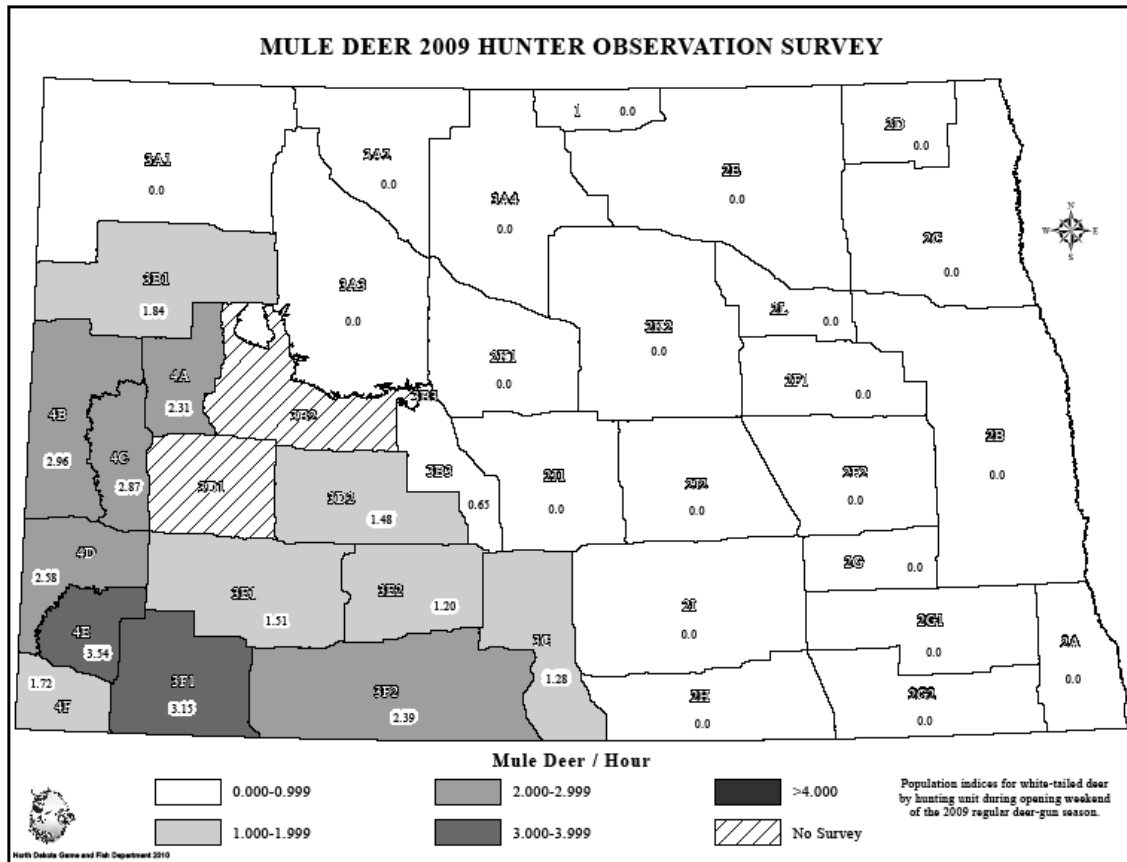 MULE DEER 2009 HUNTER OBSERVATION SURVEY
1 0.0
2D
0.0
3A1
0.0
3A2
0.0
2E
0.0
3A4
0.0
2C
0.0
N
W E
S
3B1
1.84
3A3
0.0
2L
0.0
2K2
0.0
2K1
0.0
4A
2.31
2F1
0.0
3B3
4B
2.96
3B2
2B
0.0
4C
2.87
3D1
3D2
1.48
3B3
0.65
2J1
0.0
2J2
0.0
2F2
0.0
4D
2.58
2G
0.0
3E1
1.51
3E2
1.20
2I
0.0
2G1
0.0
4E
3.54
3C
1.28
2A
0.0
1.72
4F
3F1
3.15
3F2
2.39
2H
0.0
2G2
0.0
Mule Deer / Hour
0.000-0.999
2.000-2.999
>4.000
1.000-1.999
3.000-3.999
No Survey
Population indices for white-tailed deer
by hunting unit during opening weekend
of the 2009 regular deer-gun season.
North Dakota Game and Fish Department 2010